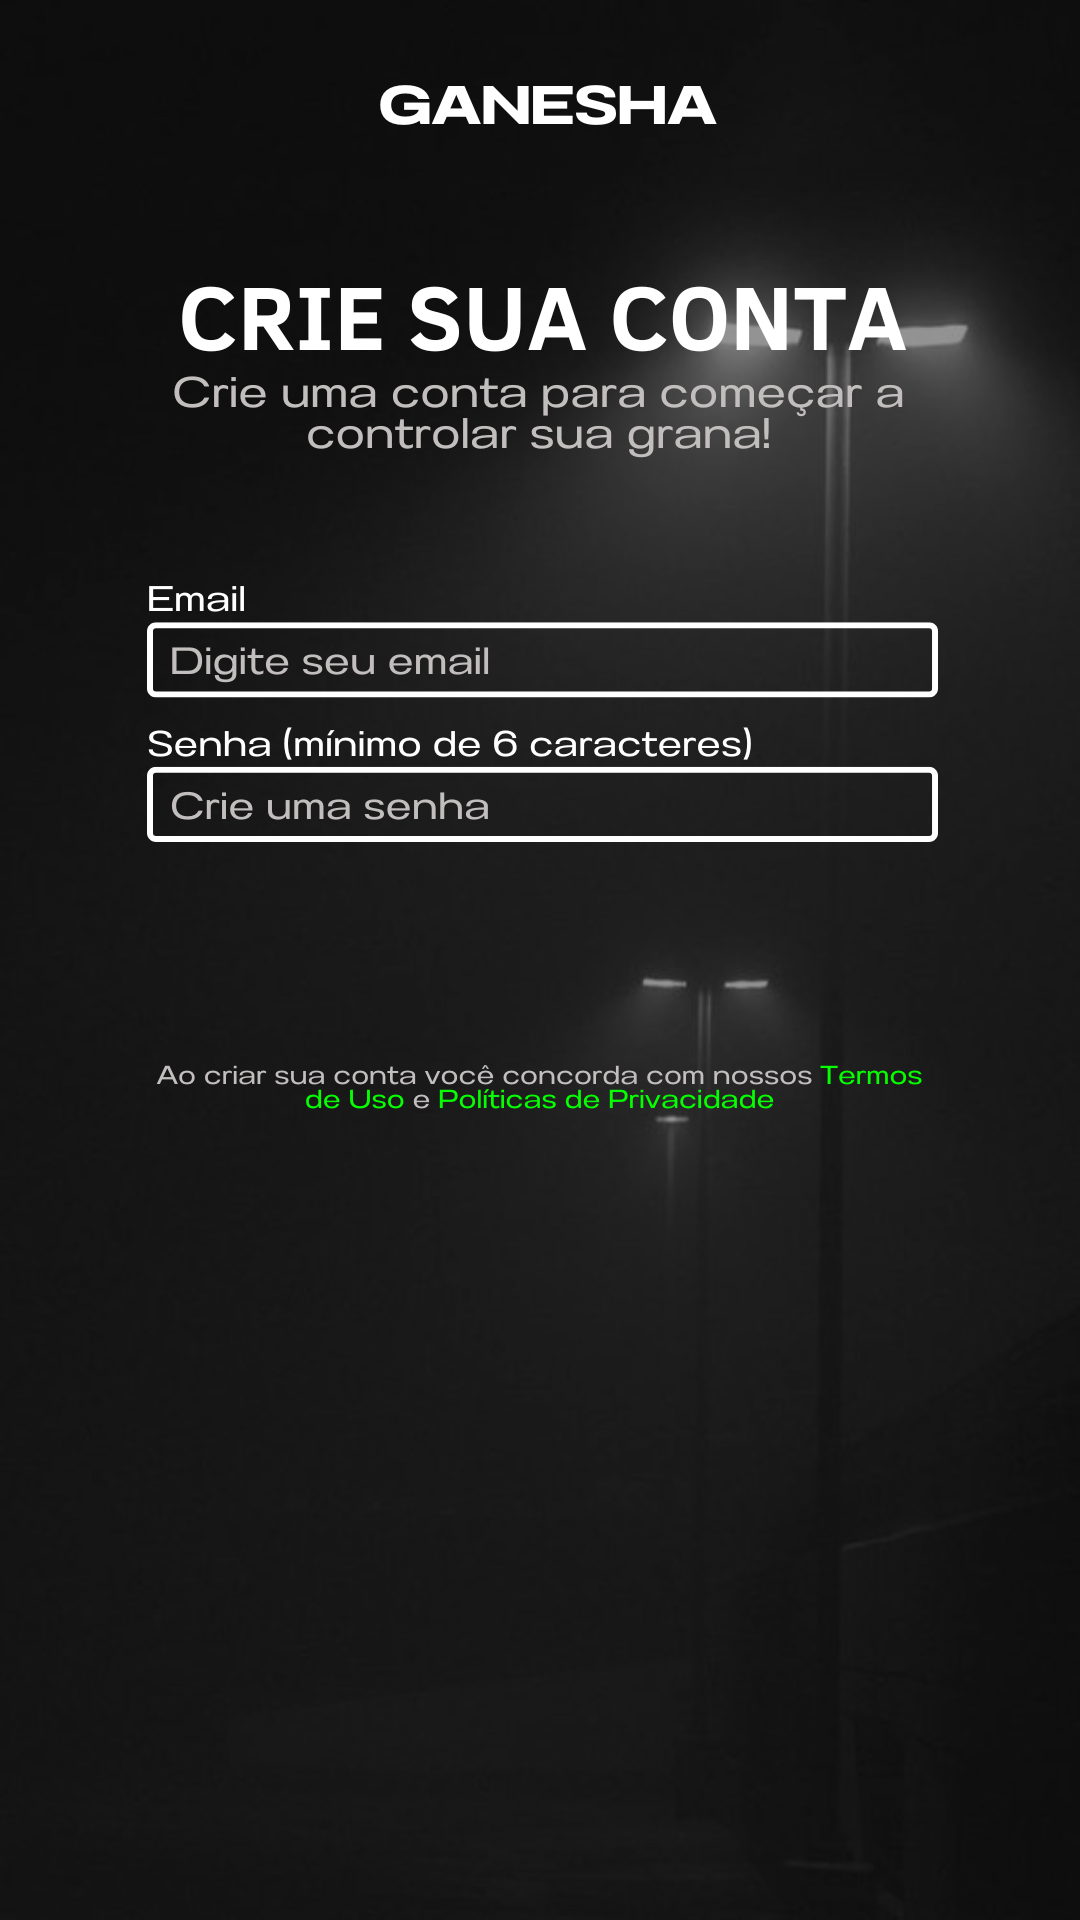 GANESHA
CRIE SUA CONTA
Crie uma conta para começar a
controlar sua grana!
Email
Digite seu email
Senha (mínimo de 6 caracteres)
Crie uma senha
Ao criar sua conta você concorda com nossos Termos
de Uso e Políticas de Privacidade